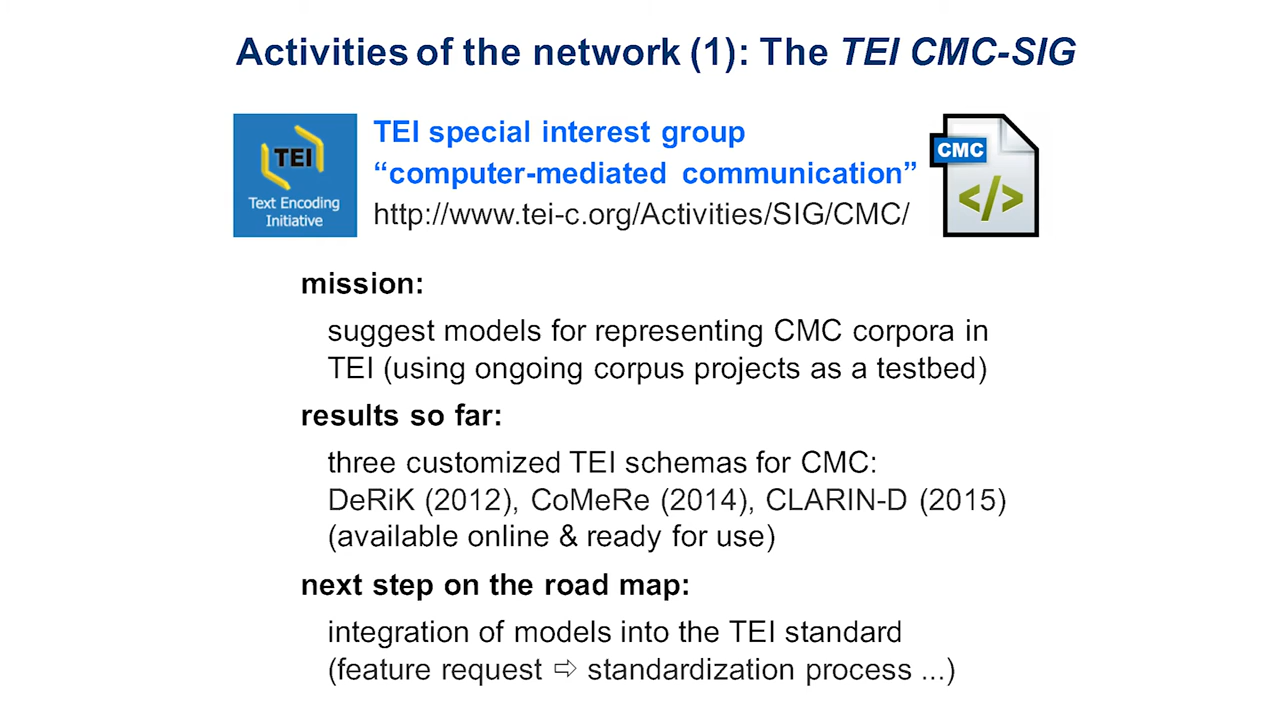 Activities of the network (1): The TEI CMC-SIG
TEI
Text Encoding
Initiative
TEI special interest group
“computer-mediated communication”
http://www.tei-c.org/Activities/SIG/CMC/
CMC
</>
mission:
suggest models for representing CMC corpora in
TEI (using ongoing corpus projects as a testbed)
results so far:
three customized TEI schemas for CMC:
DeRiK (2012), CoMeRe (2014), CLARIN-D (2015)
(available online & ready for use)
next step on the road map:
integration of models into the TEI standard
(feature request ⇨ standardization process ...)